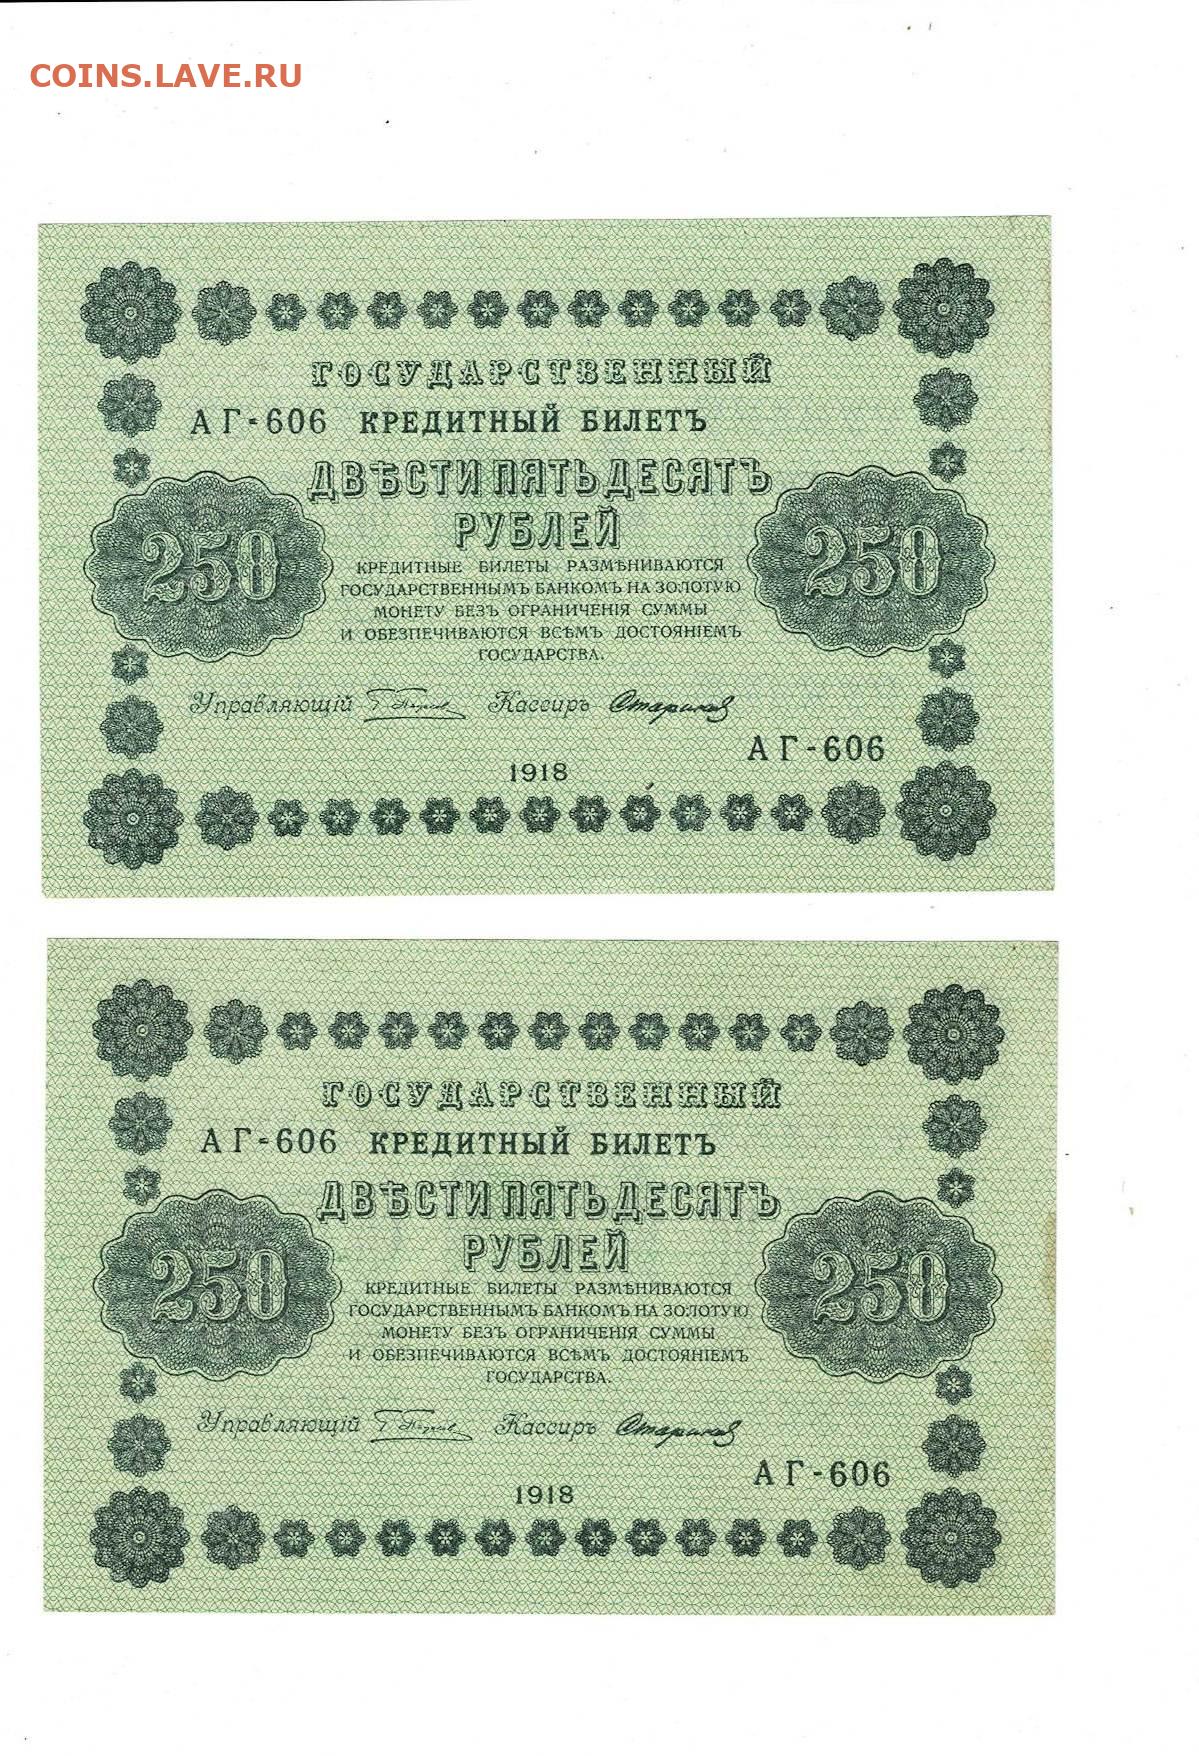 COINS.LAVE.RU
ГОСУДАРСТВЕННЫЙ
АГ-606 КРЕДИТНЫЙ БИЛЕТЪ
ДВѢСТИ ПЯТЬДЕСЯТЪ
РУБЛЕЙ
250 250
КРЕДИТНЫЕ БИЛЕТЫ РАЗМѢНИВАЮТСЯ
ГОСУДАРСТВЕННЫМЪ БАНКОМЪ НА ЗОЛОТУЮ
МОНЕТУ БЕЗЪ ОГРАНИЧЕНІЯ СУММЫ
И ОБЕЗПЕЧИВАЮТСЯ ВСѢМЪ ДОСТОЯНІЕМЪ
ГОСУДАРСТВА.
Управляющій Кассиръ Стариков
АГ-606
1918
ГОСУДАРСТВЕННЫЙ
АГ-606 КРЕДИТНЫЙ БИЛЕТЪ
ДВѢСТИ ПЯТЬДЕСЯТЪ
РУБЛЕЙ
250 250
КРЕДИТНЫЕ БИЛЕТЫ РАЗМѢНИВАЮТСЯ
ГОСУДАРСТВЕННЫМЪ БАНКОМЪ НА ЗОЛОТУЮ
МОНЕТУ БЕЗЪ ОГРАНИЧЕНІЯ СУММЫ
И ОБЕЗПЕЧИВАЮТСЯ ВСѢМЪ ДОСТОЯНІЕМЪ
ГОСУДАРСТВА.
Управляющій Кассиръ Стариков
АГ-606
1918